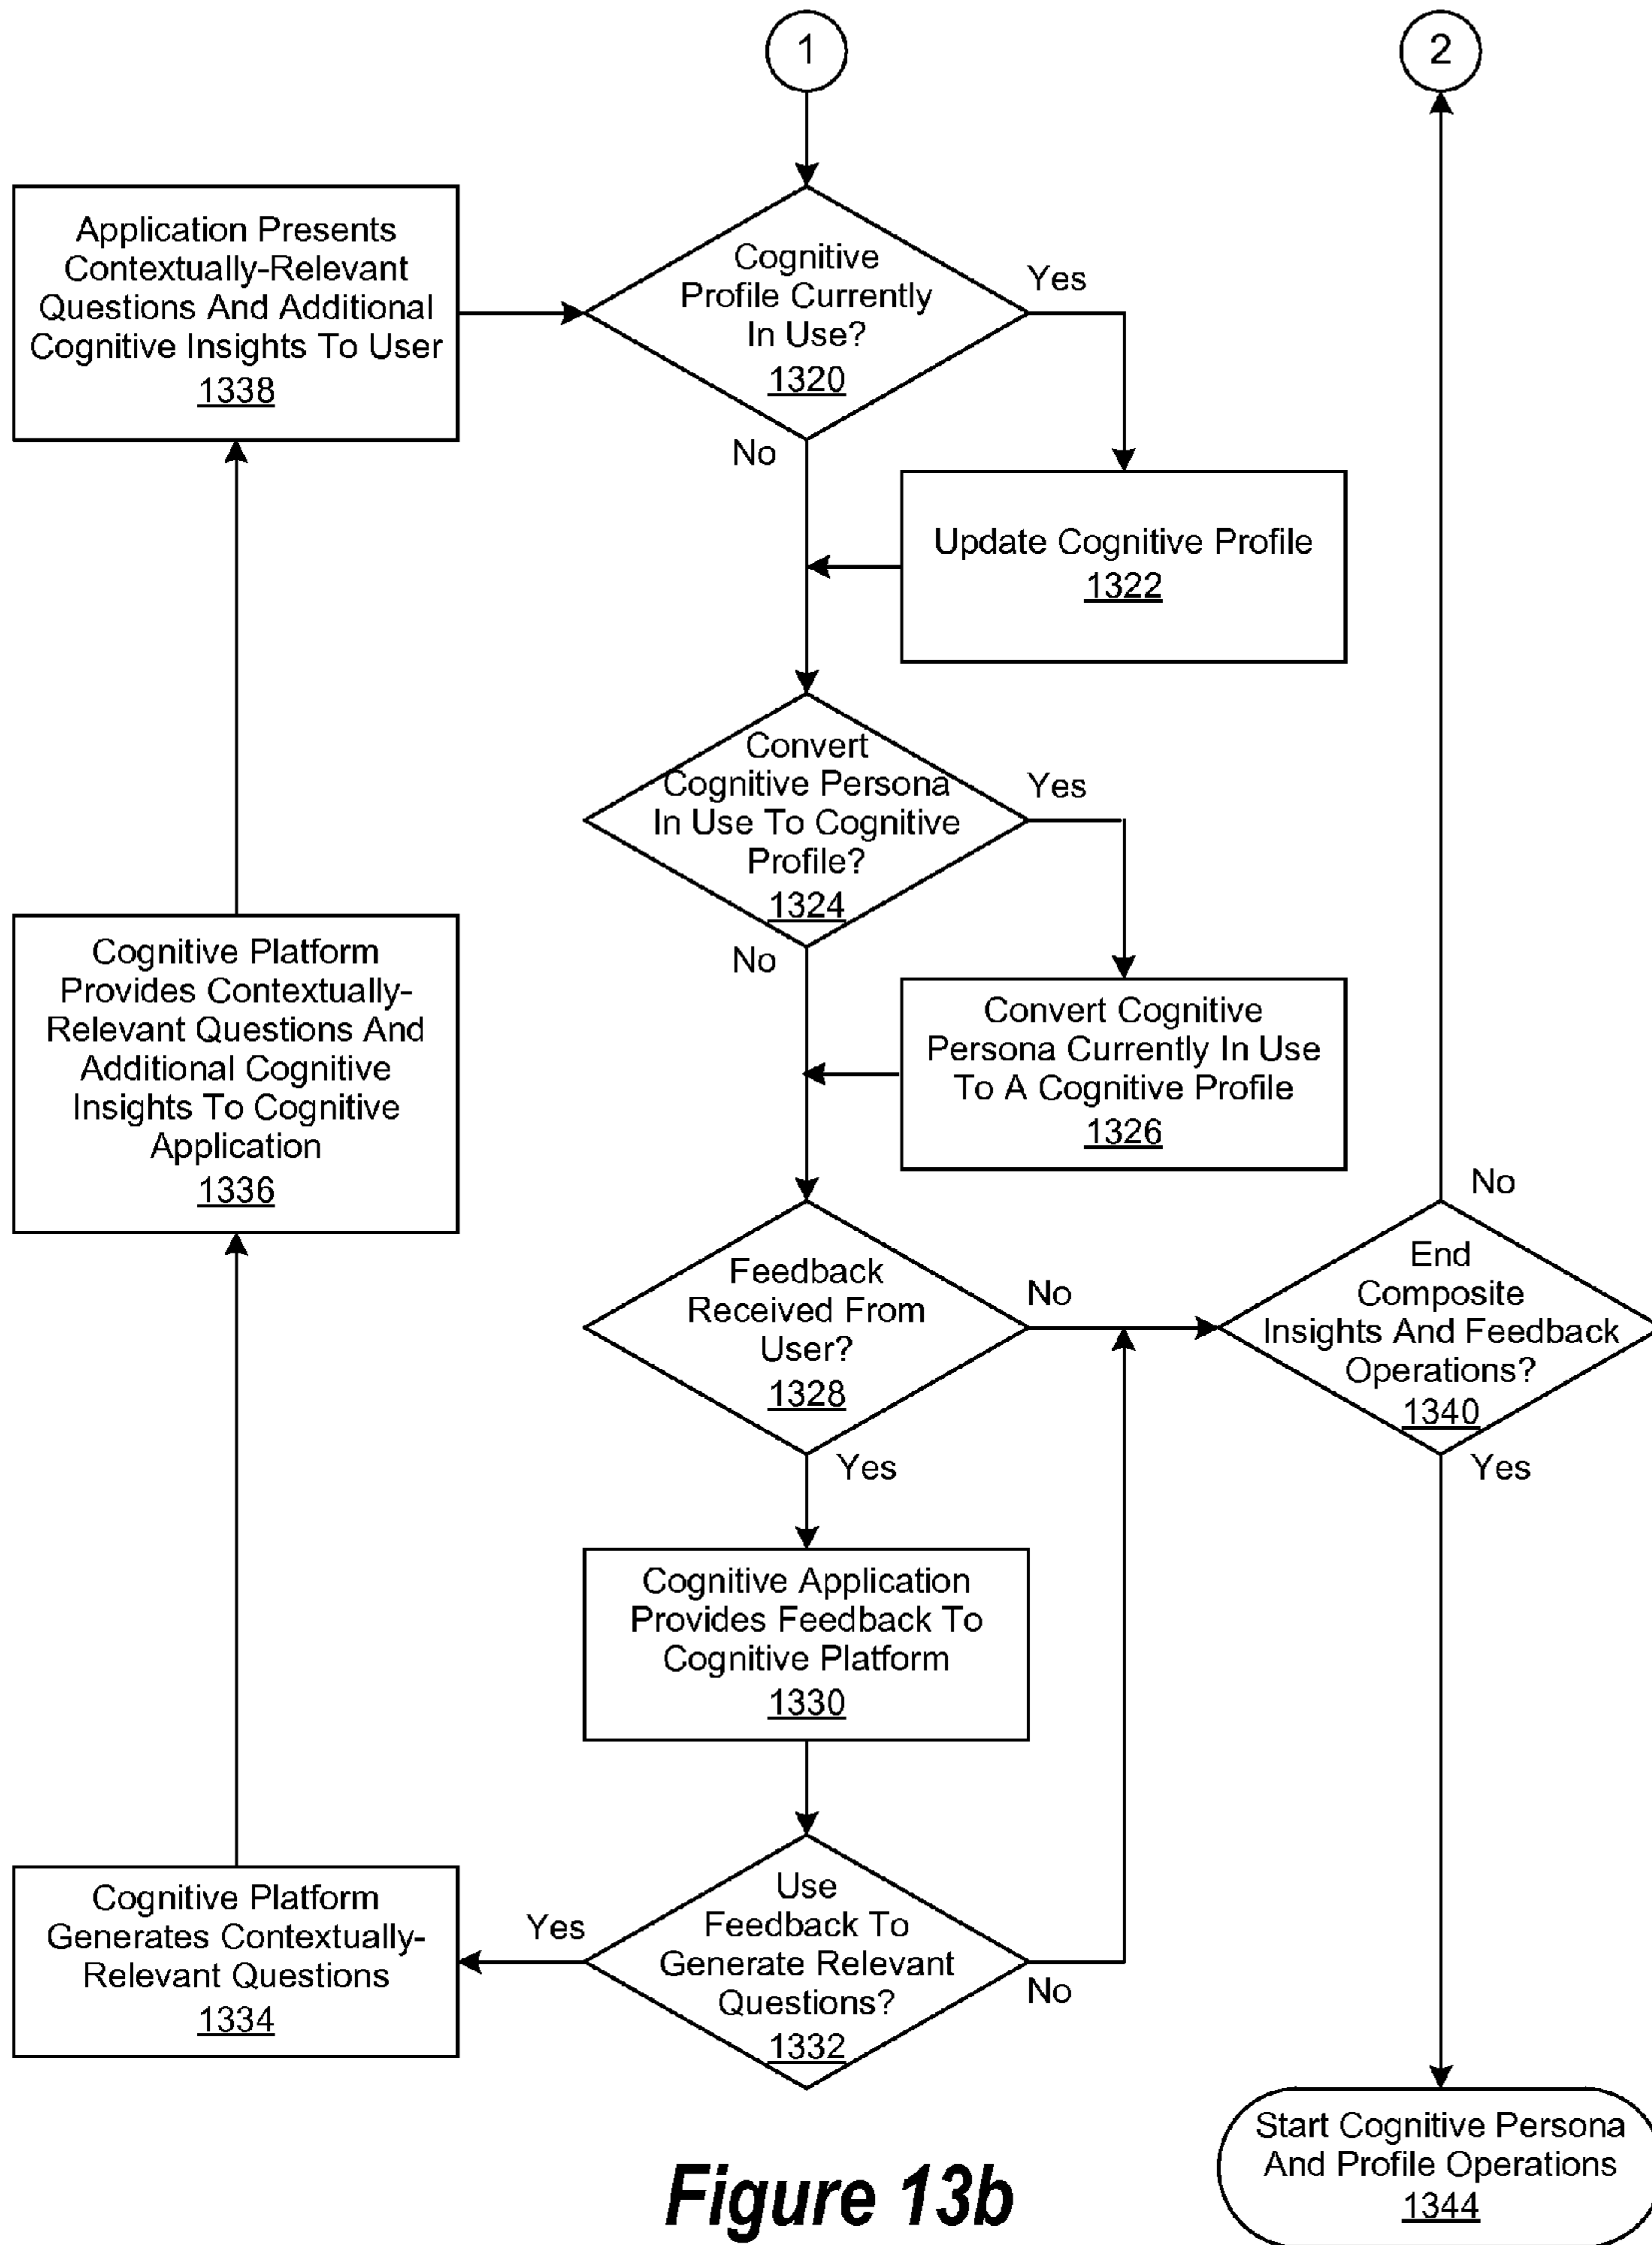 1
2
Application Presents
Contextually-Relevant
Questions And Additional
Cognitive Insights To User
1338
Cognitive
Profile Currently
In Use?
1320
Yes
No
Update Cognitive Profile
1322
Convert
Cognitive Persona
In Use To Cognitive
Profile?
1324
Yes
No
Cognitive Platform
Provides Contextually-
Relevant Questions And
Additional Cognitive
Insights To Cognitive
Application
1336
Convert Cognitive
Persona Currently In Use
To A Cognitive Profile
1326
Feedback
Received From
User?
1328
No
Yes
End
Composite
Insights And Feedback
Operations?
1340
No
Yes
Cognitive Application
Provides Feedback To
Cognitive Platform
1330
Use
Feedback To
Generate Relevant
Questions?
1332
Yes
No
Cognitive Platform
Generates Contextually-
Relevant Questions
1334
Start Cognitive Persona
And Profile Operations
1344
Figure 13b